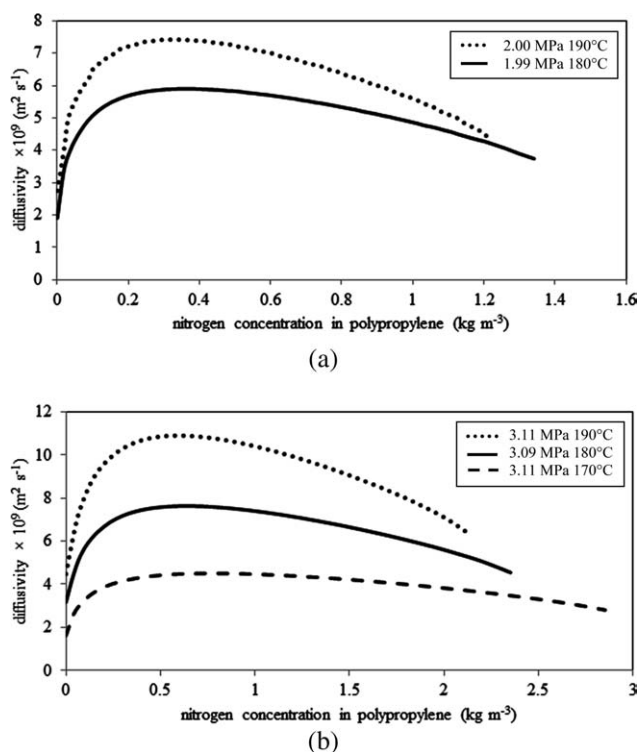 8
7
6
5
4
3
2
1
0
diffusivity ×10⁹ (m² s⁻¹)
2.00 MPa 190°C
1.99 MPa 180°C
0 0.2 0.4 0.6 0.8 1 1.2 1.4 1.6
nitrogen concentration in polypropylene (kg m⁻³)
(a)
12
10
8
6
4
2
0
diffusivity × 10⁹ (m² s⁻¹)
3.11 MPa 190°C
3.09 MPa 180°C
3.11 MPa 170°C
0 0.5 1 1.5 2 2.5 3
nitrogen concentration in polypropylene (kg m⁻³)
(b)